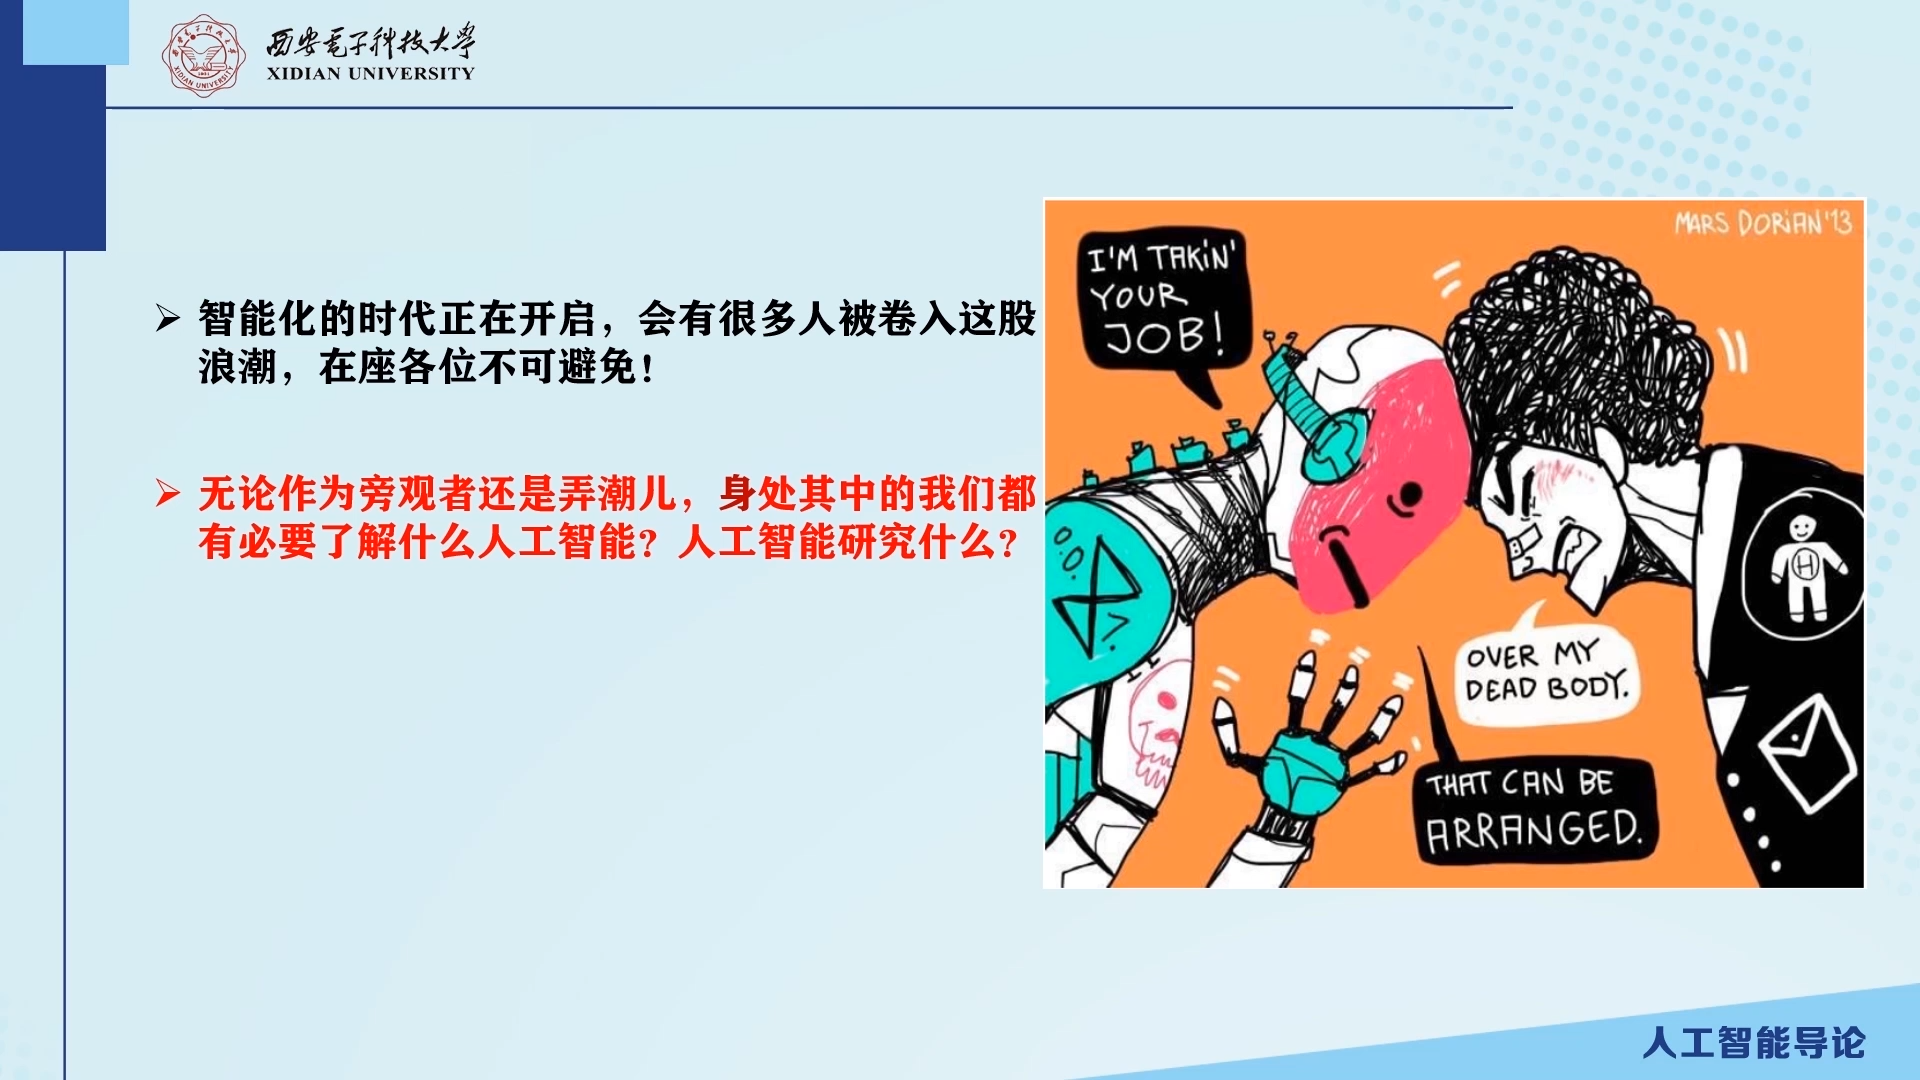 西安电子科技大学
XIDIAN UNIVERSITY
智能化的时代正在开启，会有很多人被卷入这股
浪潮，在座各位不可避免！
无论作为旁观者还是弄潮儿，身处其中的我们都
有必要了解什么人工智能？人工智能研究什么？
MARS DORIAN'13
I'M TAKIN'
YOUR
JOB!
H
OVER MY
DEAD BODY.
THAT CAN BE
ARRANGED.
人工智能导论